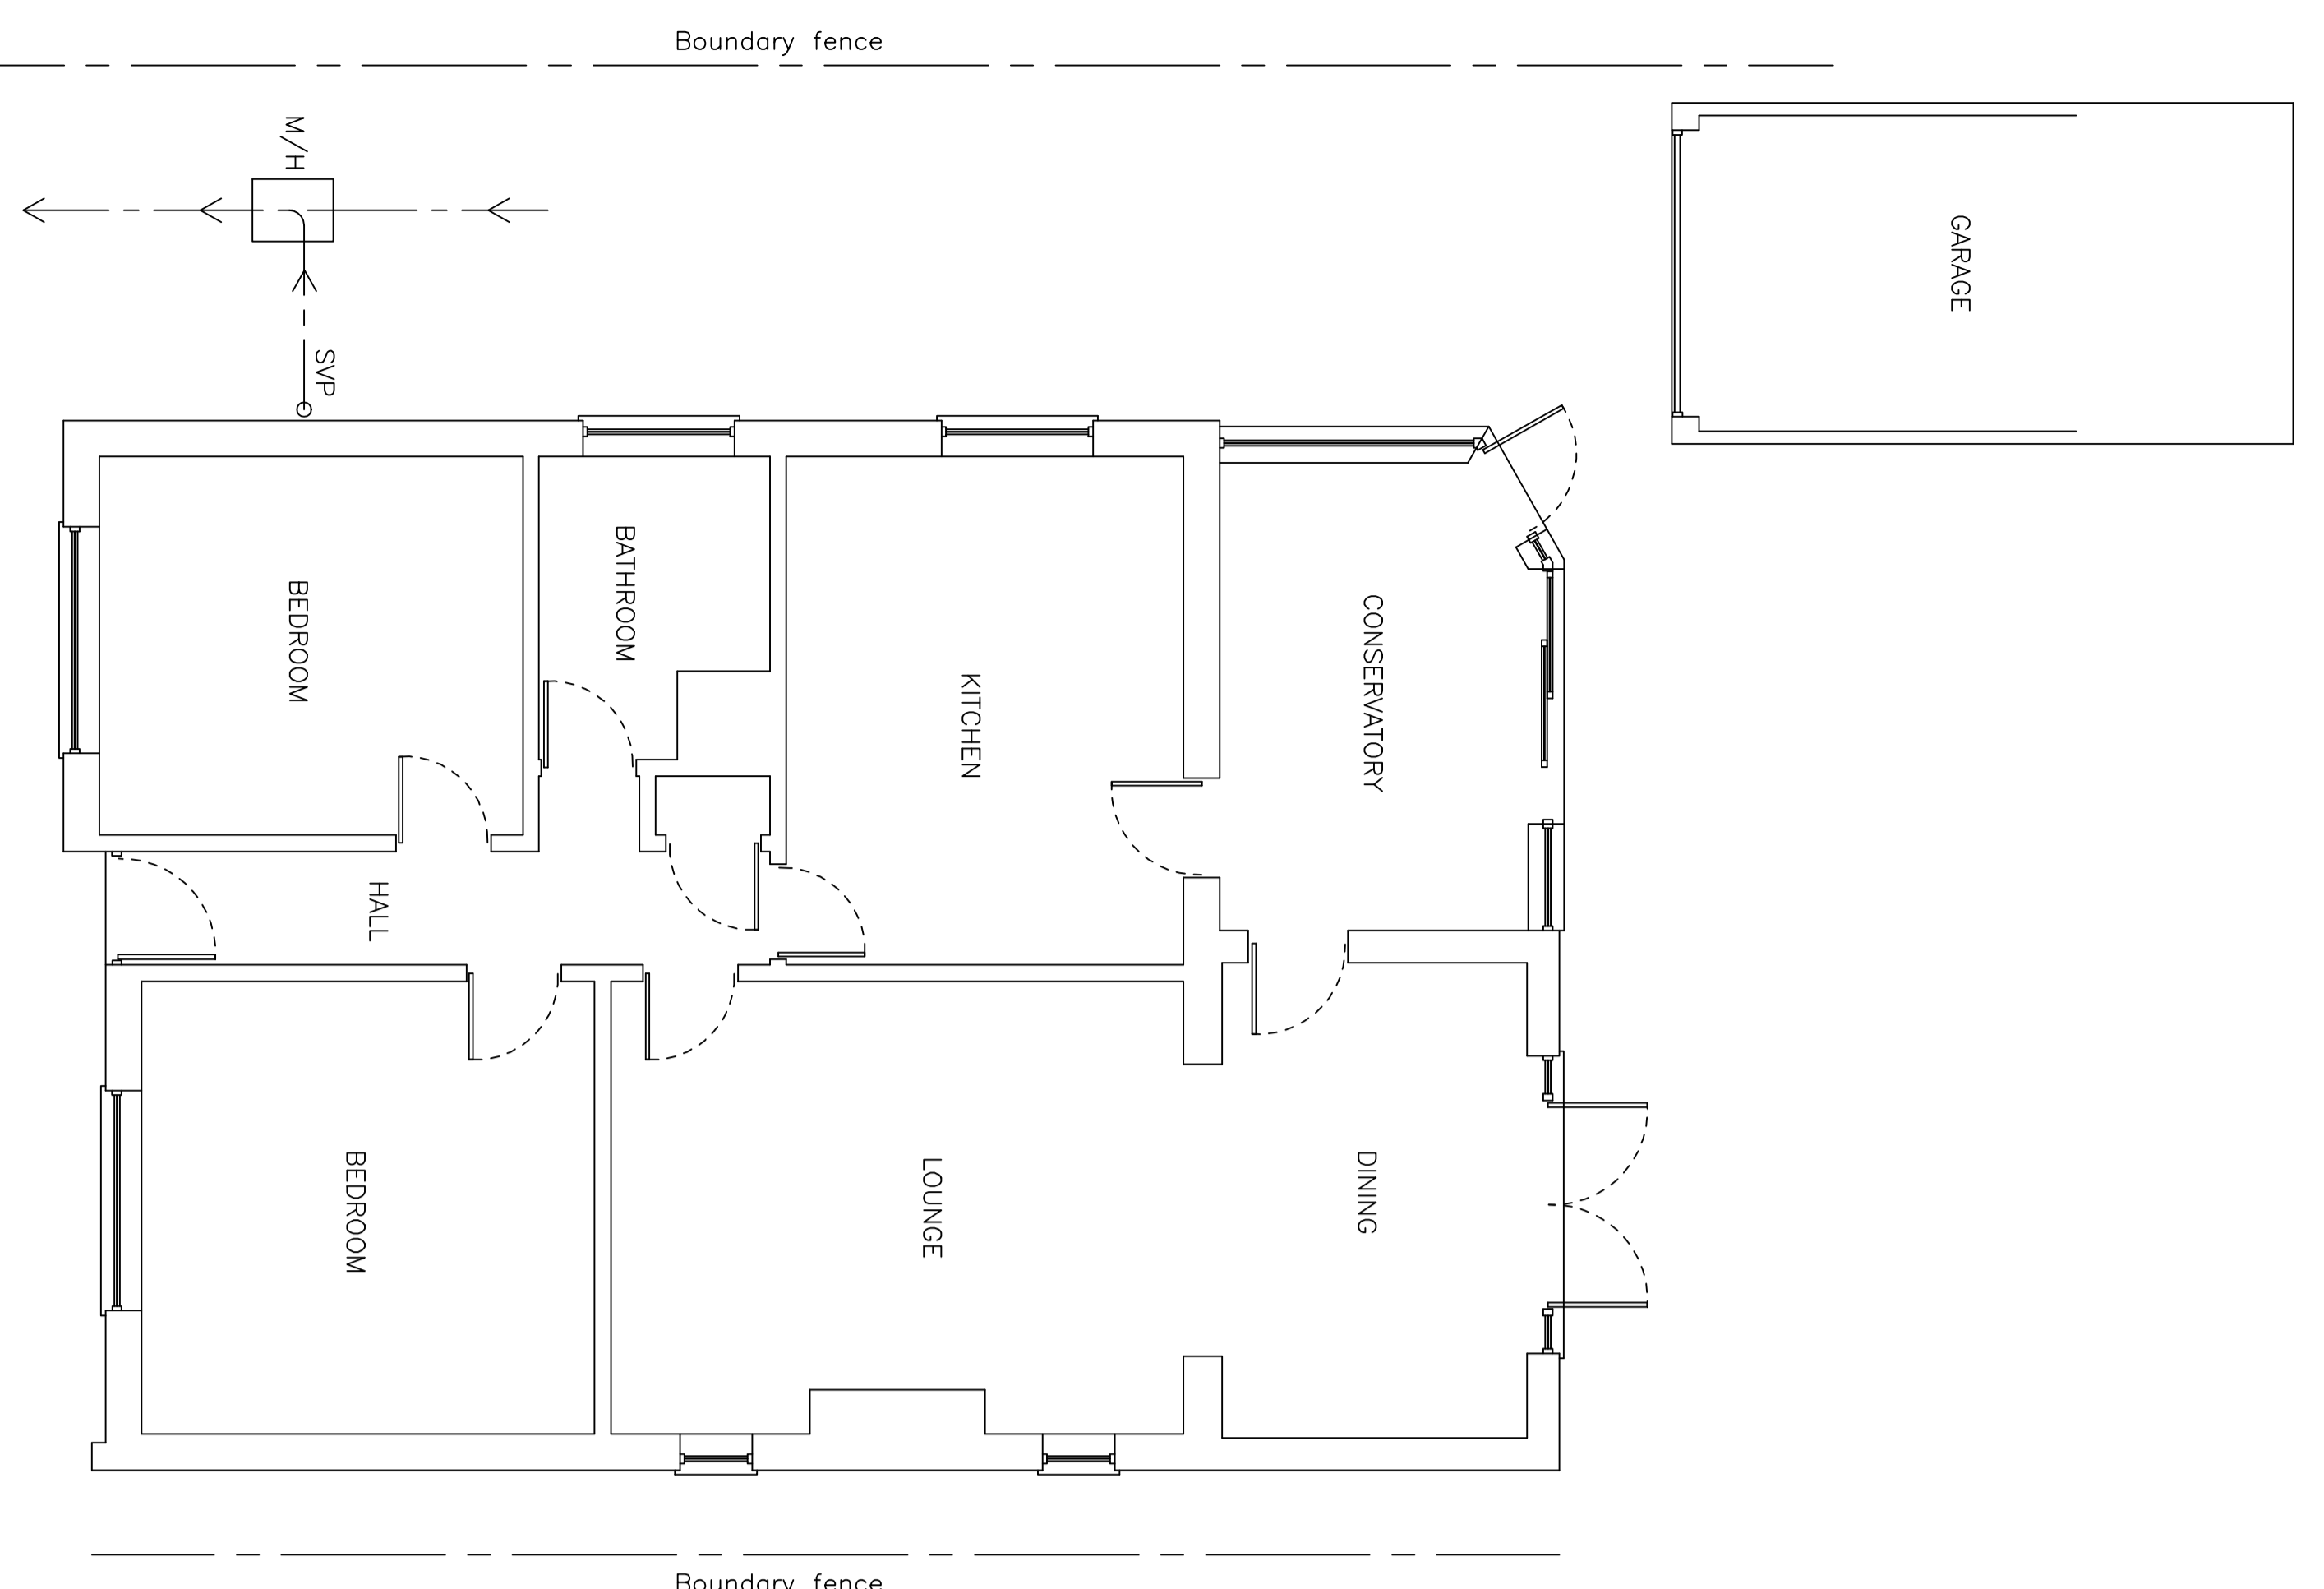 Boundary fence
M/H
GARAGE
SVP
BEDROOM
BATHROOM
KITCHEN
CONSERVATORY
HALL
BEDROOM
LOUNGE
DINING
Boundary fence